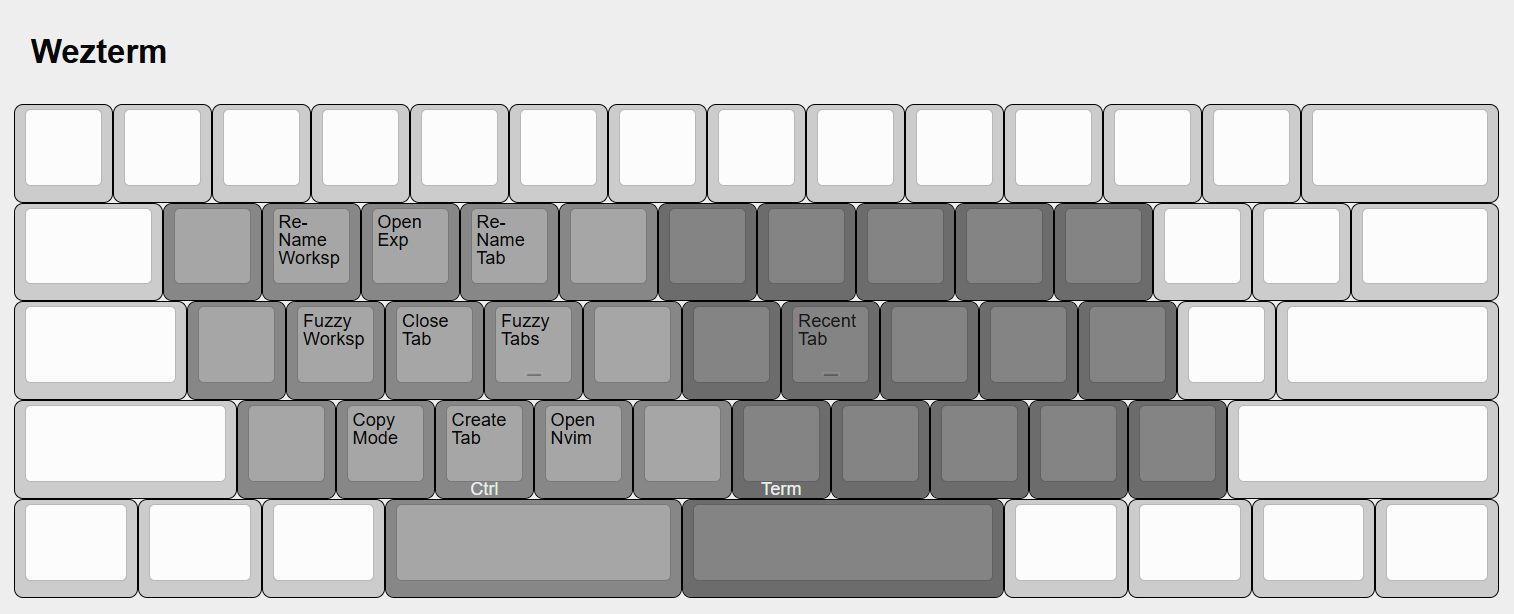 Wezterm
Re-
Name
Worksp
Open
Exp
Re-
Name
Tab
Fuzzy
Worksp
Close
Tab
Fuzzy
Tabs
_
Recent
Tab
_
Copy
Mode
Create
Tab
Ctrl
Open
Nvim
Term